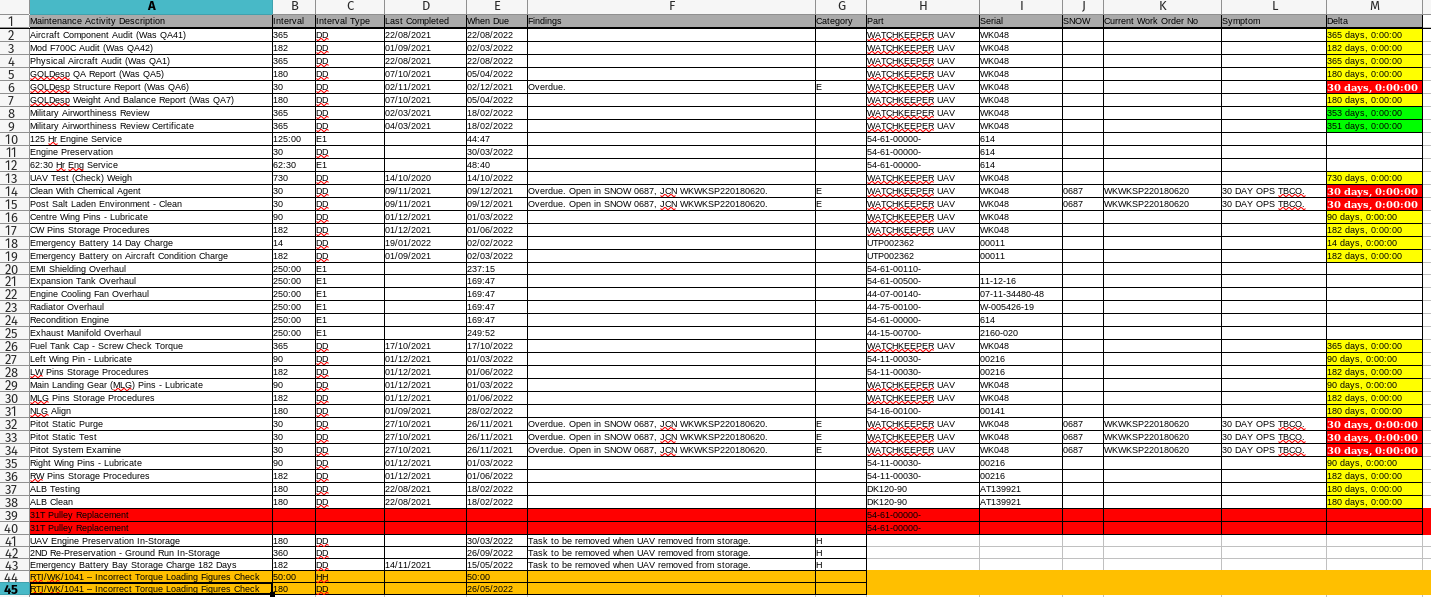 A B C D E F G H I J K L M
1 Maintenance Activity Description Interval Interval Type Last Completed When Due Findings Category Part Serial SNOW Current Work Order No Symptom Delta
2 Aircraft Component Audit (Was QA41) 365 DD 22/08/2021 22/08/2022 WATCHKEEPER UAV WK048 365 days, 0:00:00
3 Mod F700C Audit (Was QA42) 182 DD 01/09/2021 02/03/2022 WATCHKEEPER UAV WK048 182 days, 0:00:00
4 Physical Aircraft Audit (Was QA1) 365 DD 22/08/2021 22/08/2022 WATCHKEEPER UAV WK048 365 days, 0:00:00
5 GQLDesp QA Report (Was QA5) 180 DD 07/10/2021 05/04/2022 WATCHKEEPER UAV WK048 180 days, 0:00:00
6 GQLDesp Structure Report (Was QA6) 30 DD 02/11/2021 02/12/2021 Overdue. E WATCHKEEPER UAV WK048 30 days, 0:00:00
7 GQLDesp Weight And Balance Report (Was QA7) 180 DD 07/10/2021 05/04/2022 WATCHKEEPER UAV WK048 180 days, 0:00:00
8 Military Airworthiness Review 365 DD 02/03/2021 18/02/2022 WATCHKEEPER UAV WK048 353 days, 0:00:00
9 Military Airworthiness Review Certificate 365 DD 04/03/2021 18/02/2022 WATCHKEEPER UAV WK048 351 days, 0:00:00
10 125 Hr Engine Service 125:00 E1 44:47 54-61-00000- 614
11 Engine Preservation 30 DD 30/03/2022 54-61-00000- 614
12 62:30 Hr Eng Service 62:30 E1 48:40 54-61-00000- 614
13 UAV Test (Check) Weigh 730 DD 14/10/2020 14/10/2022 WATCHKEEPER UAV WK048 730 days, 0:00:00
14 Clean With Chemical Agent 30 DD 09/11/2021 09/12/2021 Overdue. Open in SNOW 0687, JCN WKWKSP220180620. E WATCHKEEPER UAV WK048 0687 WKWKSP220180620 30 DAY OPS TBCO. 30 days, 0:00:00
15 Post Salt Laden Environment - Clean 30 DD 09/11/2021 09/12/2021 Overdue. Open in SNOW 0687, JCN WKWKSP220180620. E WATCHKEEPER UAV WK048 0687 WKWKSP220180620 30 DAY OPS TBCO. 30 days, 0:00:00
16 Centre Wing Pins - Lubricate 90 DD 01/12/2021 01/03/2022 WATCHKEEPER UAV WK048 90 days, 0:00:00
17 CW Pins Storage Procedures 182 DD 01/12/2021 01/06/2022 WATCHKEEPER UAV WK048 182 days, 0:00:00
18 Emergency Battery 14 Day Charge 14 DD 19/01/2022 02/02/2022 UTP002362 00011 14 days, 0:00:00
19 Emergency Battery on Aircraft Condition Charge 182 DD 01/09/2021 02/03/2022 UTP002362 00011 182 days, 0:00:00
20 EMI Shielding Overhaul 250:00 E1 237:15 54-61-00110-
21 Expansion Tank Overhaul 250:00 E1 169:47 54-61-00500- 11-12-16
22 Engine Cooling Fan Overhaul 250:00 E1 169:47 44-07-00140- 07-11-34480-48
23 Radiator Overhaul 250:00 E1 169:47 44-75-00100- W-005426-19
24 Recondition Engine 250:00 E1 169:47 54-61-00000- 614
25 Exhaust Manifold Overhaul 250:00 E1 249:52 44-15-00700- 2160-020
26 Fuel Tank Cap - Screw Check Torque 365 DD 17/10/2021 17/10/2022 WATCHKEEPER UAV WK048 365 days, 0:00:00
27 Left Wing Pin - Lubricate 90 DD 01/12/2021 01/03/2022 54-11-00030- 00216 90 days, 0:00:00
28 LW Pins Storage Procedures 182 DD 01/12/2021 01/06/2022 54-11-00030- 00216 182 days, 0:00:00
29 Main Landing Gear (MLG) Pins - Lubricate 90 DD 01/12/2021 01/03/2022 WATCHKEEPER UAV WK048 90 days, 0:00:00
30 MLG Pins Storage Procedures 182 DD 01/12/2021 01/06/2022 WATCHKEEPER UAV WK048 182 days, 0:00:00
31 NLG Align 180 DD 01/09/2021 28/02/2022 54-16-00100- 00141 180 days, 0:00:00
32 Pitot Static Purge 30 DD 27/10/2021 26/11/2021 Overdue. Open in SNOW 0687, JCN WKWKSP220180620. E WATCHKEEPER UAV WK048 0687 WKWKSP220180620 30 DAY OPS TBCO. 30 days, 0:00:00
33 Pitot Static Test 30 DD 27/10/2021 26/11/2021 Overdue. Open in SNOW 0687, JCN WKWKSP220180620. E WATCHKEEPER UAV WK048 0687 WKWKSP220180620 30 DAY OPS TBCO. 30 days, 0:00:00
34 Pitot System Examine 30 DD 27/10/2021 26/11/2021 Overdue. Open in SNOW 0687, JCN WKWKSP220180620. E WATCHKEEPER UAV WK048 0687 WKWKSP220180620 30 DAY OPS TBCO. 30 days, 0:00:00
35 Right Wing Pins - Lubricate 90 DD 01/12/2021 01/03/2022 54-11-00030- 00216 90 days, 0:00:00
36 RW Pins Storage Procedures 182 DD 01/12/2021 01/06/2022 54-11-00030- 00216 182 days, 0:00:00
37 ALB Testing 180 DD 22/08/2021 18/02/2022 DK120-90 AT139921 180 days, 0:00:00
38 ALB Clean 180 DD 22/08/2021 18/02/2022 DK120-90 AT139921 180 days, 0:00:00
39 31T Pulley Replacement 54-61-00000-
40 31T Pulley Replacement 54-61-00000-
41 UAV Engine Preservation In-Storage 180 DD 30/03/2022 Task to be removed when UAV removed from storage. H
42 2ND Re-Preservation - Ground Run In-Storage 360 DD 26/09/2022 Task to be removed when UAV removed from storage. H
43 Emergency Battery Bay Storage Charge 182 Days 182 DD 14/11/2021 15/05/2022 Task to be removed when UAV removed from storage. H
44 RTI/WK/1041 – Incorrect Torque Loading Figures Check 50:00 HH 50:00
45 RTI/WK/1041 – Incorrect Torque Loading Figures Check 180 DD 26/05/2022